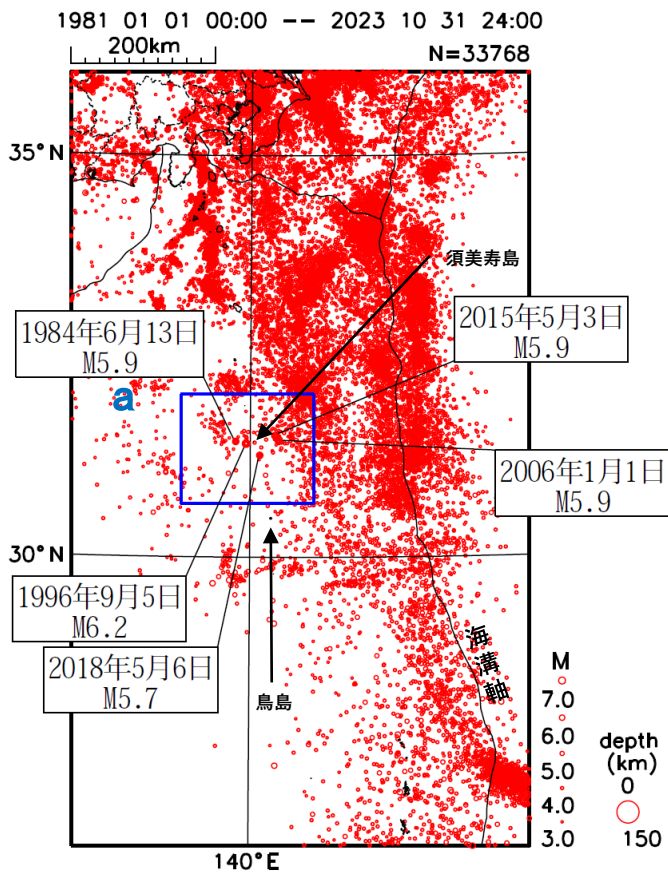 1981 01 01 00:00 -- 2023 10 31 24:00
200km
N=33768
35°N
須美寿島
1984年6月13日
M5.9
2015年5月3日
M5.9
a
2006年1月1日
M5.9
30°N
1996年9月5日
M6.2
2018年5月6日
M5.7
鳥島
海溝軸
M
7.0
6.0
5.0
4.0
3.0
depth
(km)
0
150
140°E